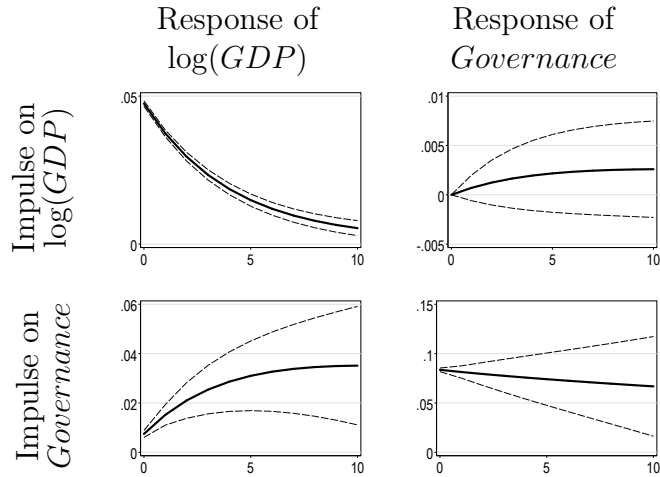 Response of
log(GDP)
Response of
Governance
Impulse on
log(GDP)
.05
0
0 5 10
.01
.005
0
-.005
0 5 10
Impulse on
Governance
.06
.04
.02
0
0 5 10
.15
.1
.05
0
0 5 10